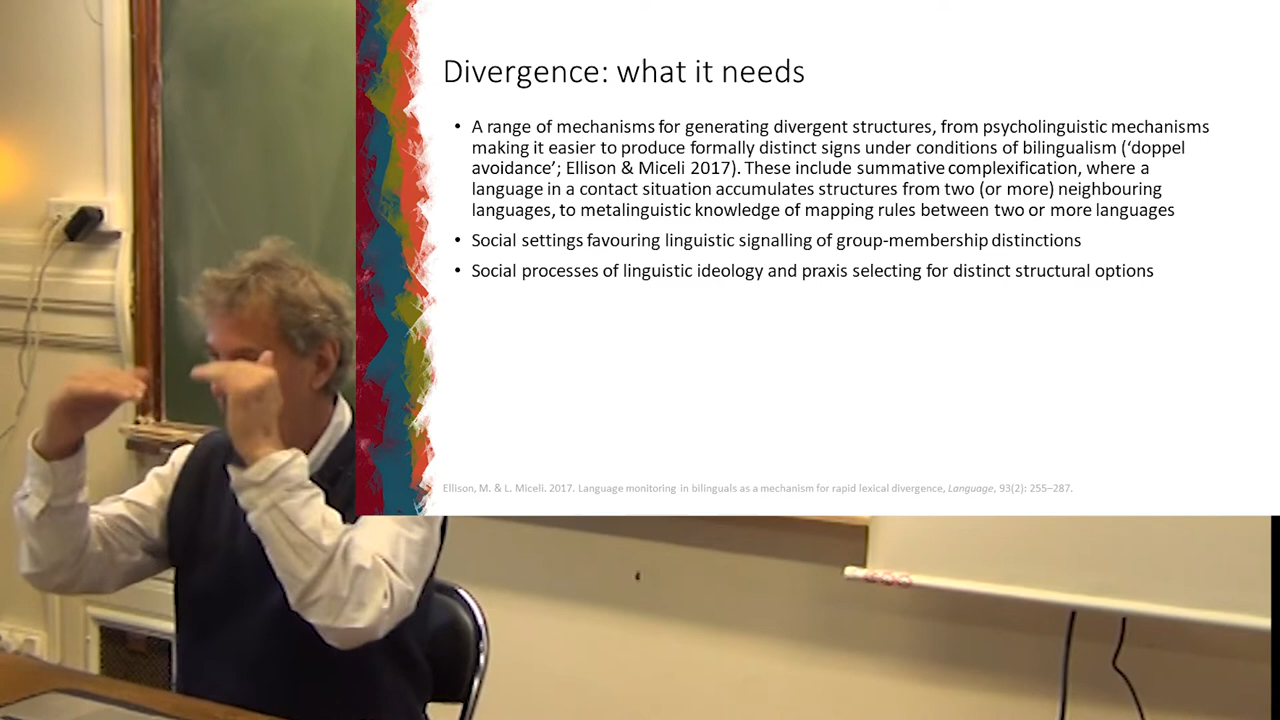 Divergence: what it needs
• A range of mechanisms for generating divergent structures, from psycholinguistic mechanisms
making it easier to produce formally distinct signs under conditions of bilingualism (‘doppel
avoidance’; Ellison & Miceli 2017). These include summative complexification, where a
language in a contact situation accumulates structures from two (or more) neighbouring
languages, to metalinguistic knowledge of mapping rules between two or more languages
• Social settings favouring linguistic signalling of group-membership distinctions
• Social processes of linguistic ideology and praxis selecting for distinct structural options
Ellison, M. & L. Miceli. 2017. Language monitoring in bilinguals as a mechanism for rapid lexical divergence, Language, 93(2): 255–287.